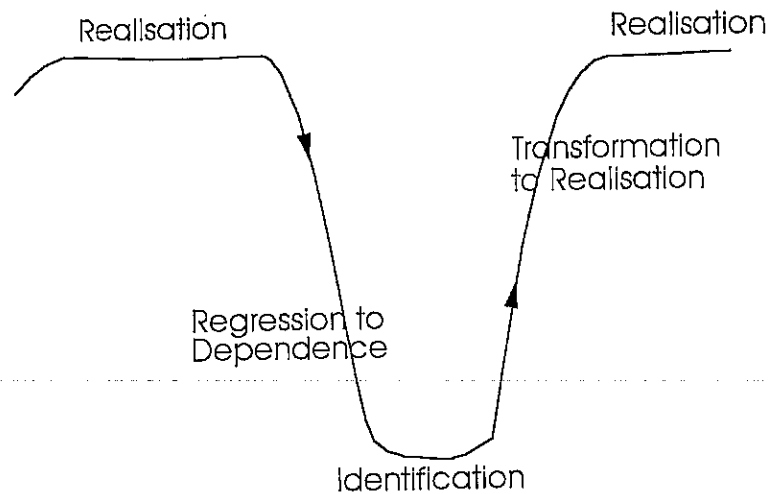 Realisation
Realisation
Transformation
to Realisation
Regression to
Dependence
Identification